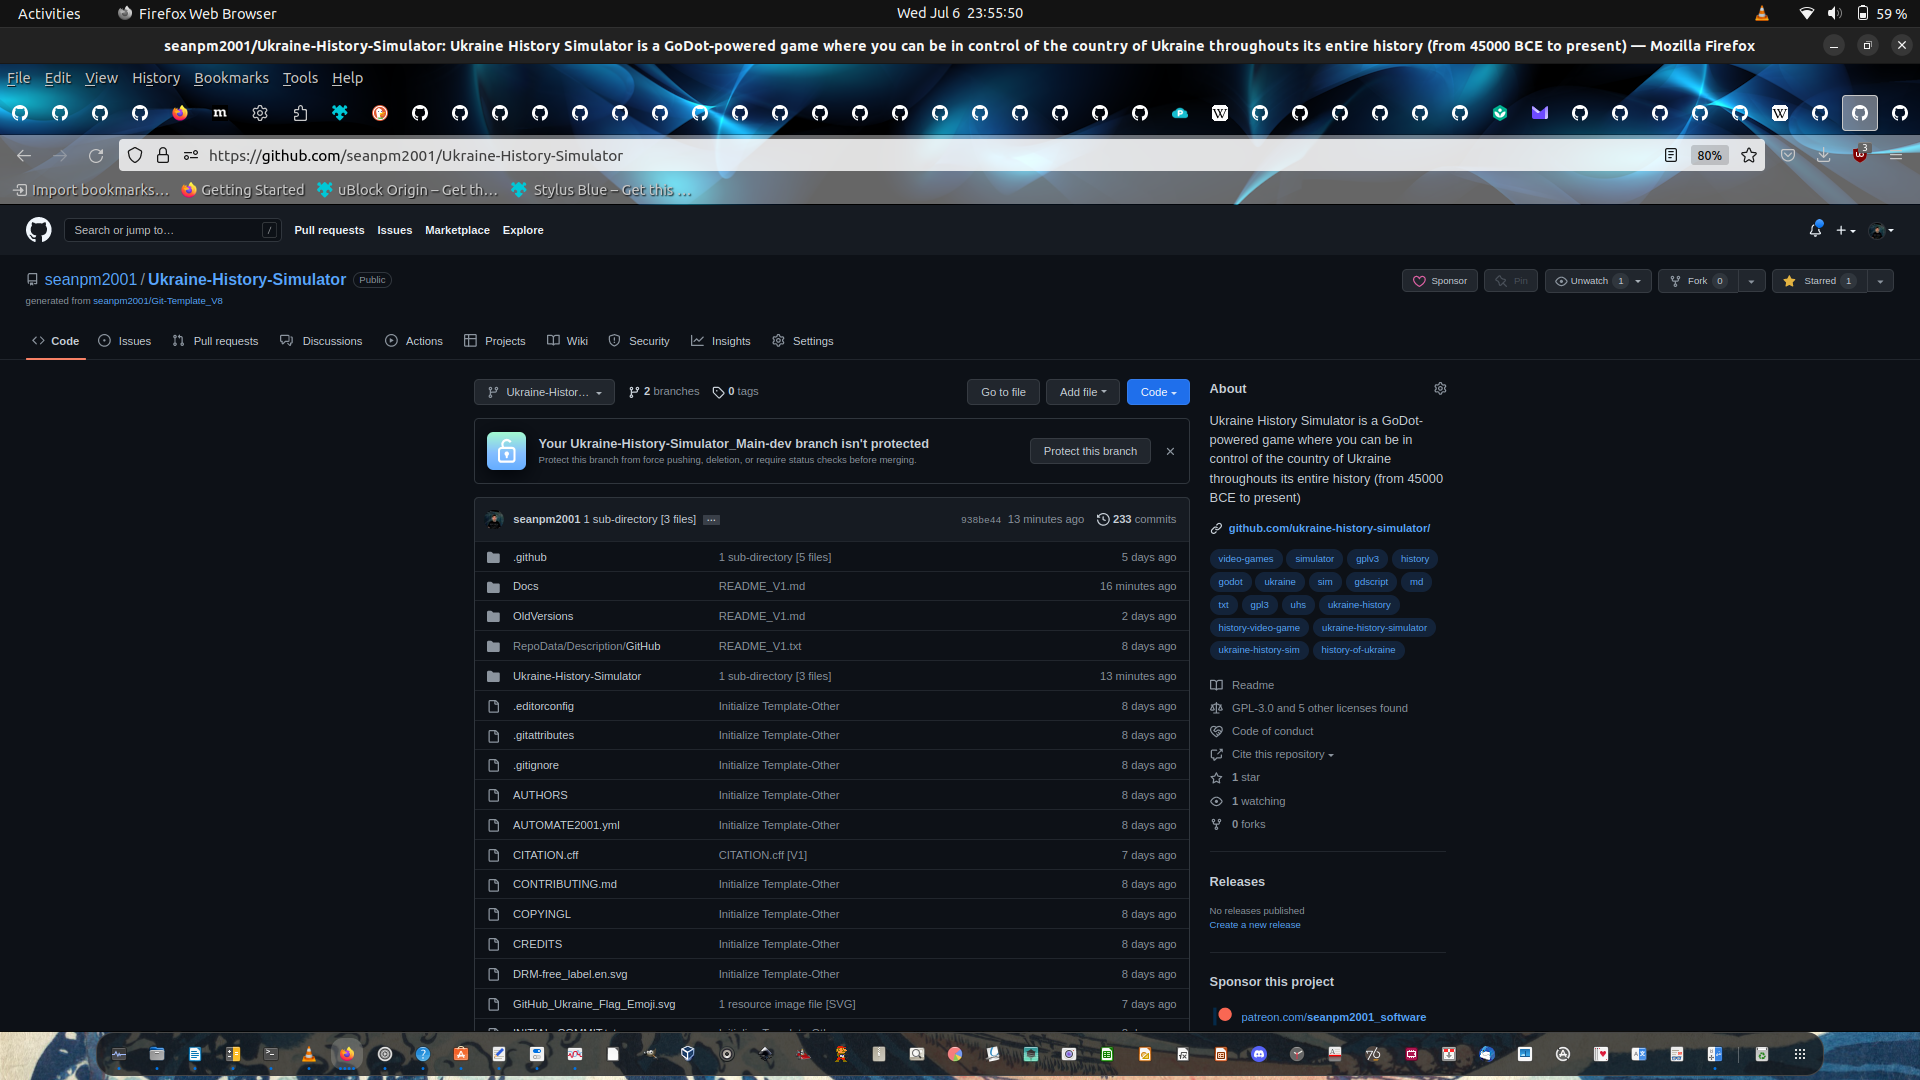 Activities
Firefox Web Browser
Wed Jul 6 23:55:50
59 %
seanpm2001/Ukraine-History-Simulator: Ukraine History Simulator is a GoDot-powered game where you can be in control of the country of Ukraine throughouts its entire history (from 45000 BCE to present) — Mozilla Firefox
File Edit View History Bookmarks Tools Help
https://github.com/seanpm2001/Ukraine-History-Simulator
80%
3
Import bookmarks…
Getting Started
uBlock Origin – Get th…
Stylus Blue – Get this …
Search or jump to…
/
Pull requests
Issues
Marketplace
Explore
seanpm2001 / Ukraine-History-Simulator
Public
generated from seanpm2001/Git-Template_V8
Sponsor
Pin
Unwatch 1
Fork 0
Starred 1
Code
Issues
Pull requests
Discussions
Actions
Projects
Wiki
Security
Insights
Settings
Ukraine-Histor…
2 branches
0 tags
Go to file
Add file
Code
Your Ukraine-History-Simulator_Main-dev branch isn't protected
Protect this branch from force pushing, deletion, or require status checks before merging.
Protect this branch
seanpm2001 1 sub-directory [3 files] …
938be44 13 minutes ago 233 commits
.github 1 sub-directory [5 files] 5 days ago
Docs README_V1.md 16 minutes ago
OldVersions README_V1.md 2 days ago
RepoData/Description/GitHub README_V1.txt 8 days ago
Ukraine-History-Simulator 1 sub-directory [3 files] 13 minutes ago
.editorconfig Initialize Template-Other 8 days ago
.gitattributes Initialize Template-Other 8 days ago
.gitignore Initialize Template-Other 8 days ago
AUTHORS Initialize Template-Other 8 days ago
AUTOMATE2001.yml Initialize Template-Other 8 days ago
CITATION.cff CITATION.cff [V1] 7 days ago
CONTRIBUTING.md Initialize Template-Other 8 days ago
COPYINGL Initialize Template-Other 8 days ago
CREDITS Initialize Template-Other 8 days ago
DRM-free_label.en.svg Initialize Template-Other 8 days ago
GitHub_Ukraine_Flag_Emoji.svg 1 resource image file [SVG] 7 days ago
About
Ukraine History Simulator is a GoDot-
powered game where you can be in
control of the country of Ukraine
throughouts its entire history (from 45000
BCE to present)
github.com/ukraine-history-simulator/
video-games simulator gplv3 history
godot ukraine sim gdscript md
txt gpl3 uhs ukraine-history
history-video-game ukraine-history-simulator
ukraine-history-sim history-of-ukraine
Readme
GPL-3.0 and 5 other licenses found
Code of conduct
Cite this repository
1 star
1 watching
0 forks
Releases
No releases published
Create a new release
Sponsor this project
patreon.com/seanpm2001_software